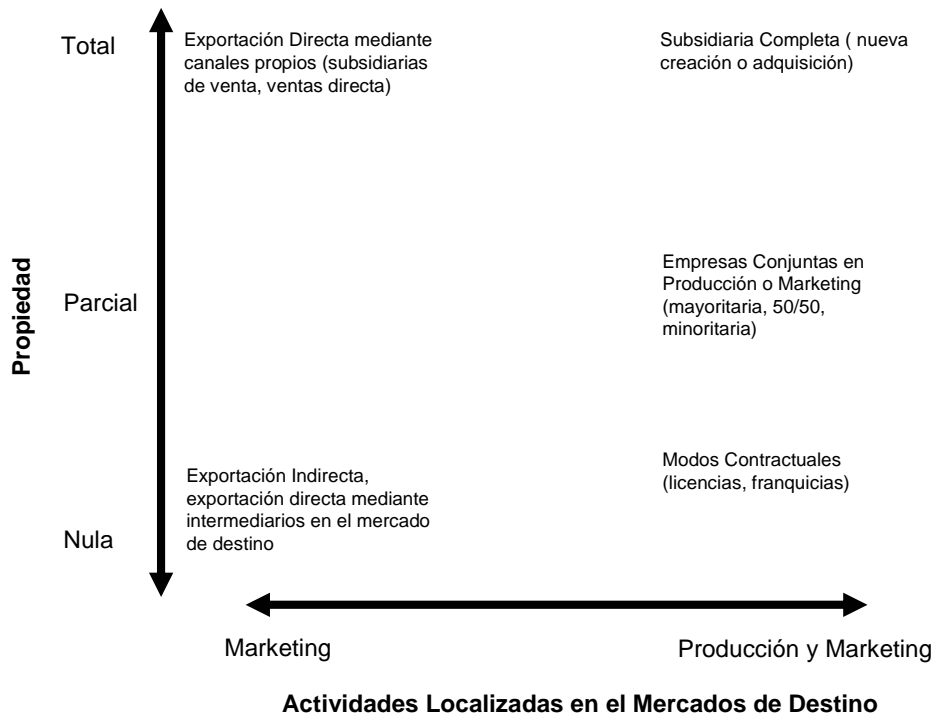 Total
Exportación Directa mediante
canales propios (subsidiarias
de venta, ventas directa)
Subsidiaria Completa ( nueva
creación o adquisición)
Propiedad
Parcial
Empresas Conjuntas en
Producción o Marketing
(mayoritaria, 50/50,
minoritaria)
Modos Contractuales
(licencias, franquicias)
Exportación Indirecta,
exportación directa mediante
intermediarios en el mercado
de destino
Nula
Marketing
Producción y Marketing
Actividades Localizadas en el Mercados de Destino